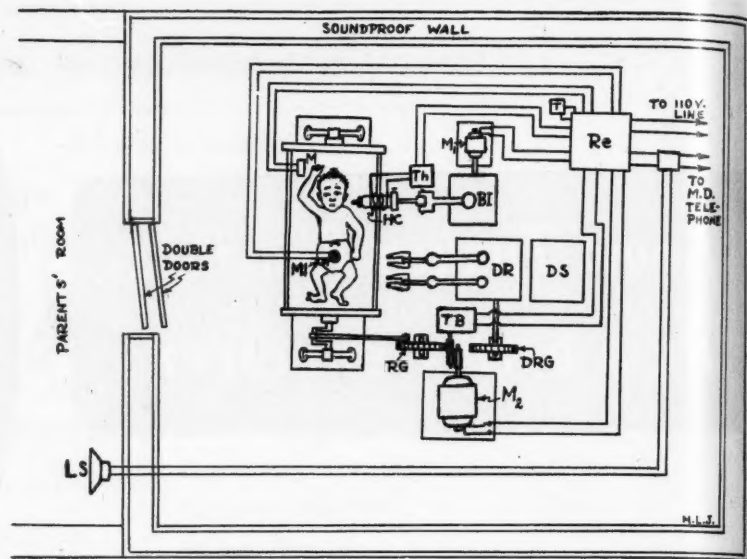 SOUNDPROOF WALL
T
TO 110 V.
LINE
Re
M₁
M
Th
BI
HC
TO
M.D.
TELE-
PHONE
DOUBLE
DOORS
PARENTS' ROOM
MI
DR
DS
TB
RG
DRG
M₂
LS
M.L.J.